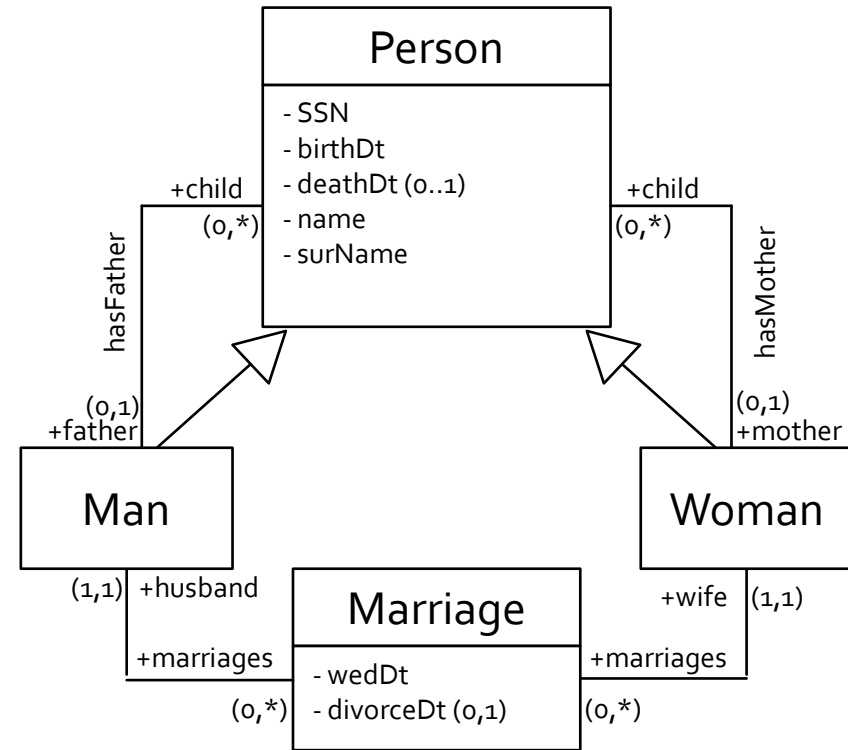 Person
- SSN
- birthDt
- deathDt (0..1)
- name
- surName
+child
(0,*)
+child
(0,*)
hasFather
hasMother
(0,1)
+father
(0,1)
+mother
Man
Woman
(1,1)
+husband
+wife
(1,1)
Marriage
+marriages
(0,*)
- wedDt
- divorceDt (0,1)
+marriages
(0,*)